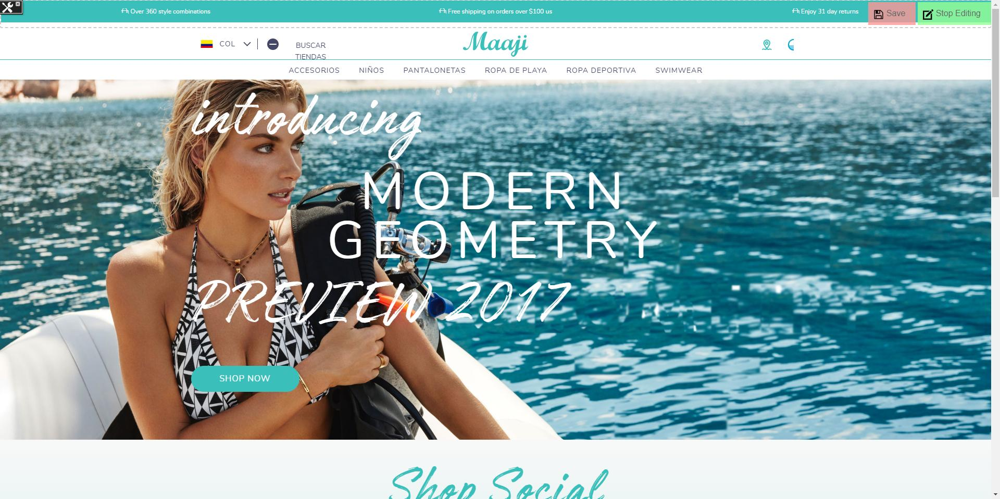 Over 360 style combinations
Free shipping on orders over $100 us
Enjoy 31 day returns
Save
Stop Editing
COL
BUSCAR
TIENDAS
Maaji
ACCESORIOS
NIÑOS
PANTALONETAS
ROPA DE PLAYA
ROPA DEPORTIVA
SWIMWEAR
introducing
MODERN
GEOMETRY
PREVIEW 2017
SHOP NOW
Shop Social